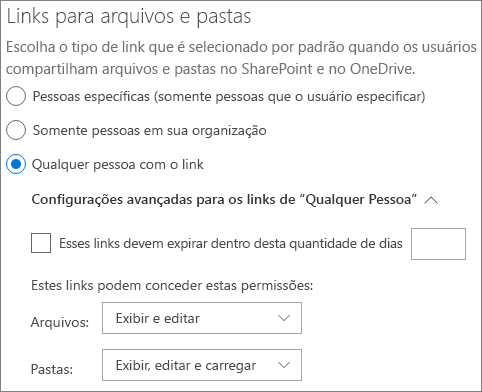 Links para arquivos e pastas
Escolha o tipo de link que é selecionado por padrão quando os usuários
compartilham arquivos e pastas no SharePoint e no OneDrive.
Pessoas específicas (somente pessoas que o usuário especificar)
Somente pessoas em sua organização
Qualquer pessoa com o link
Configurações avançadas para os links de “Qualquer Pessoa”
Esses links devem expirar dentro desta quantidade de dias
Estes links podem conceder estas permissões:
Arquivos: Exibir e editar
Pastas: Exibir, editar e carregar